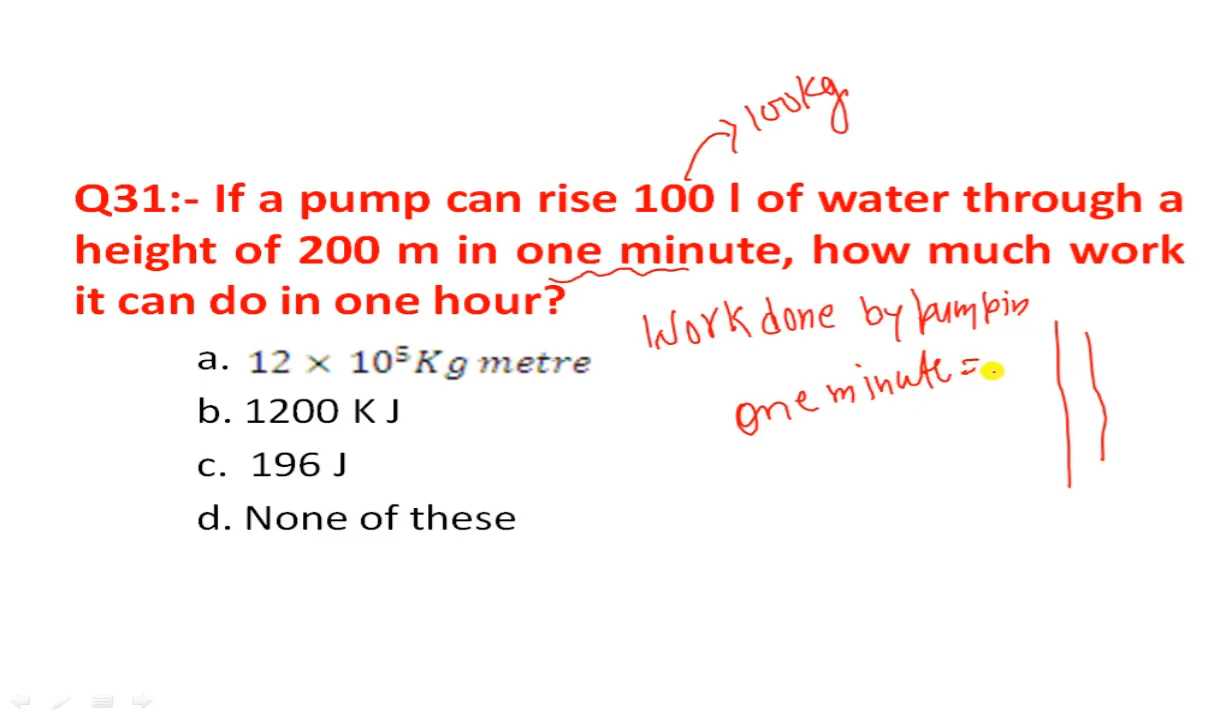 100kg
Q31:- If a pump can rise 100 l of water through a
height of 200 m in one minute, how much work
it can do in one hour?
Work done by pump in
one minute =
a. 12 × 10⁵ Kg metre
b. 1200 K J
c. 196 J
d. None of these